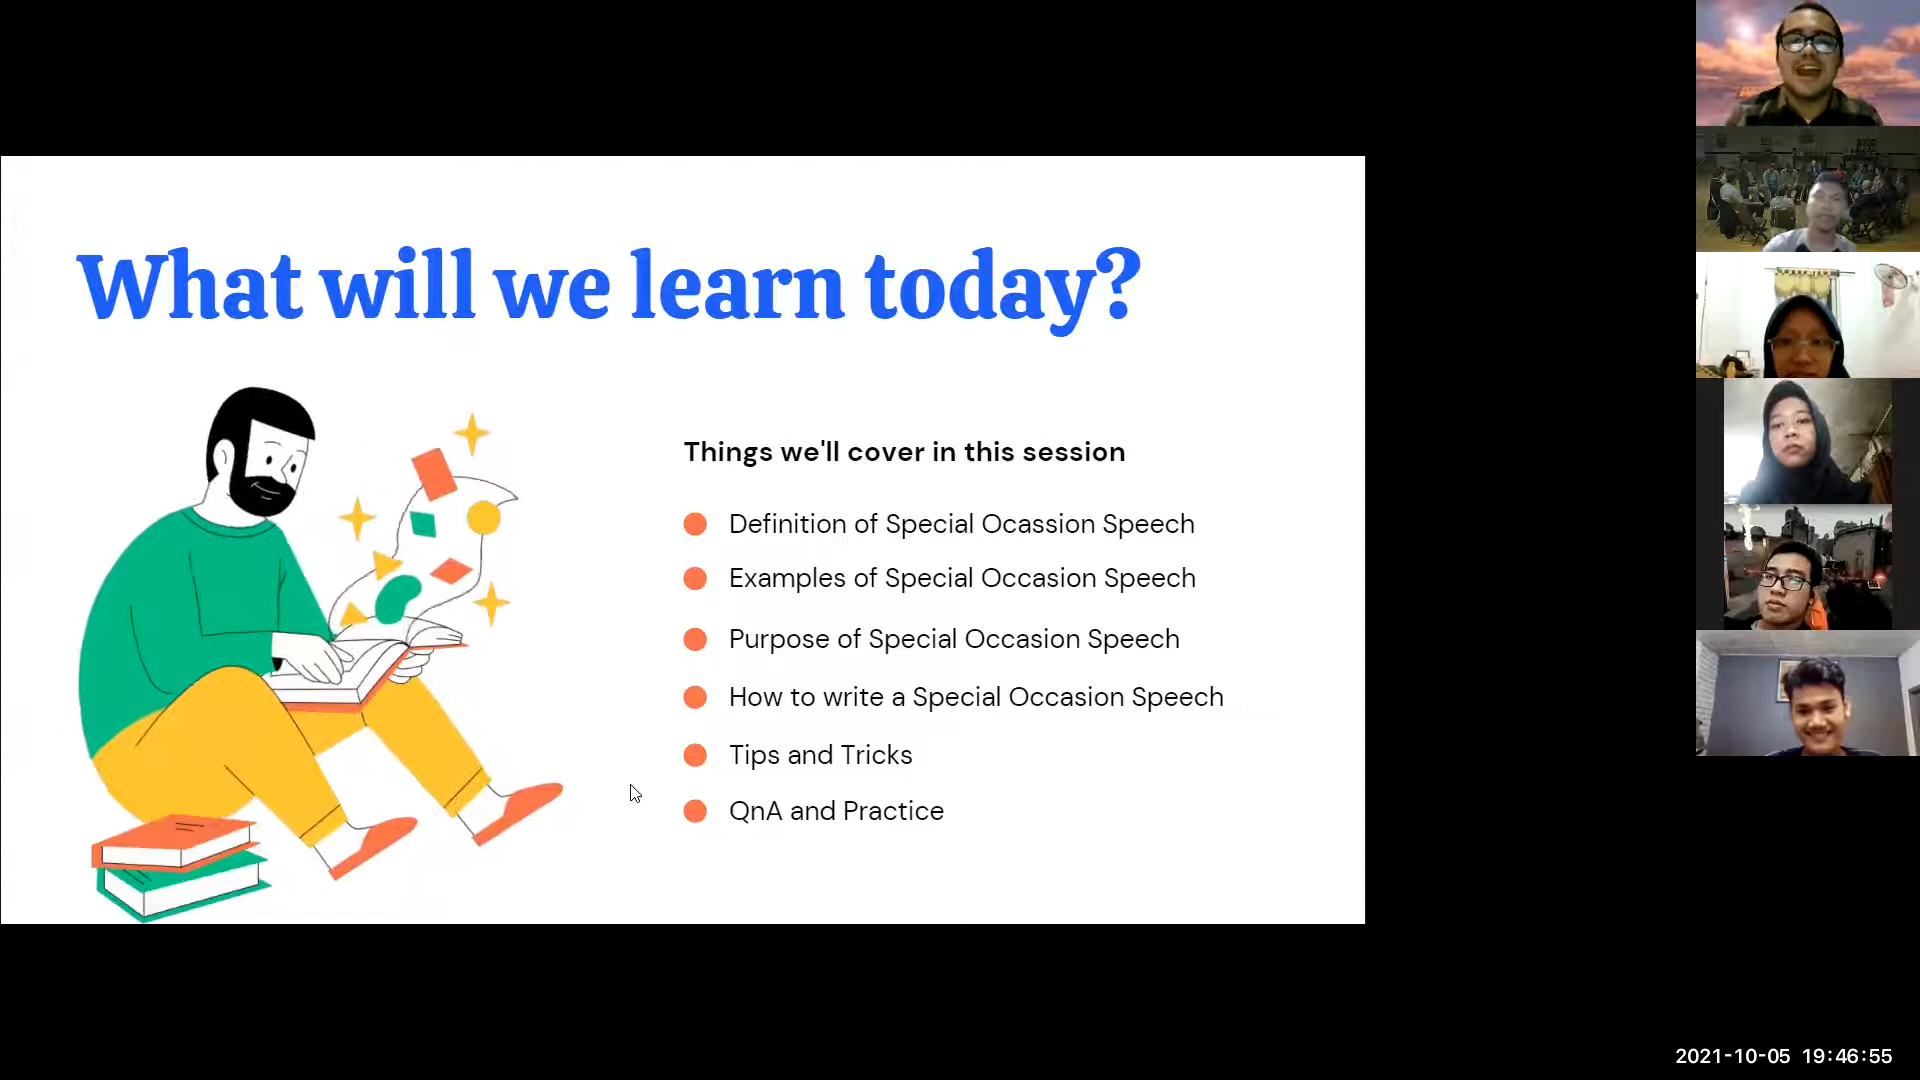 What will we learn today?
Things we'll cover in this session
Definition of Special Ocassion Speech
Examples of Special Occasion Speech
Purpose of Special Occasion Speech
How to write a Special Occasion Speech
Tips and Tricks
QnA and Practice
2021-10-05 19:46:55